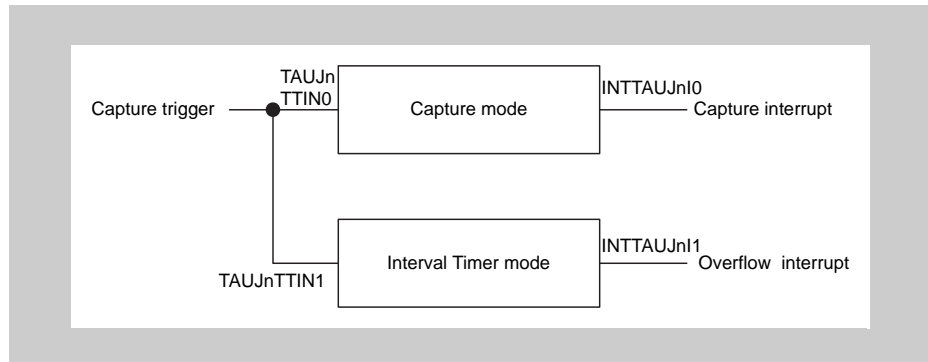 TAUJn
TTIN0
INTTAUJnI0
Capture trigger
Capture mode
Capture interrupt
INTTAUJnI1
Interval Timer mode
Overflow interrupt
TAUJnTTIN1